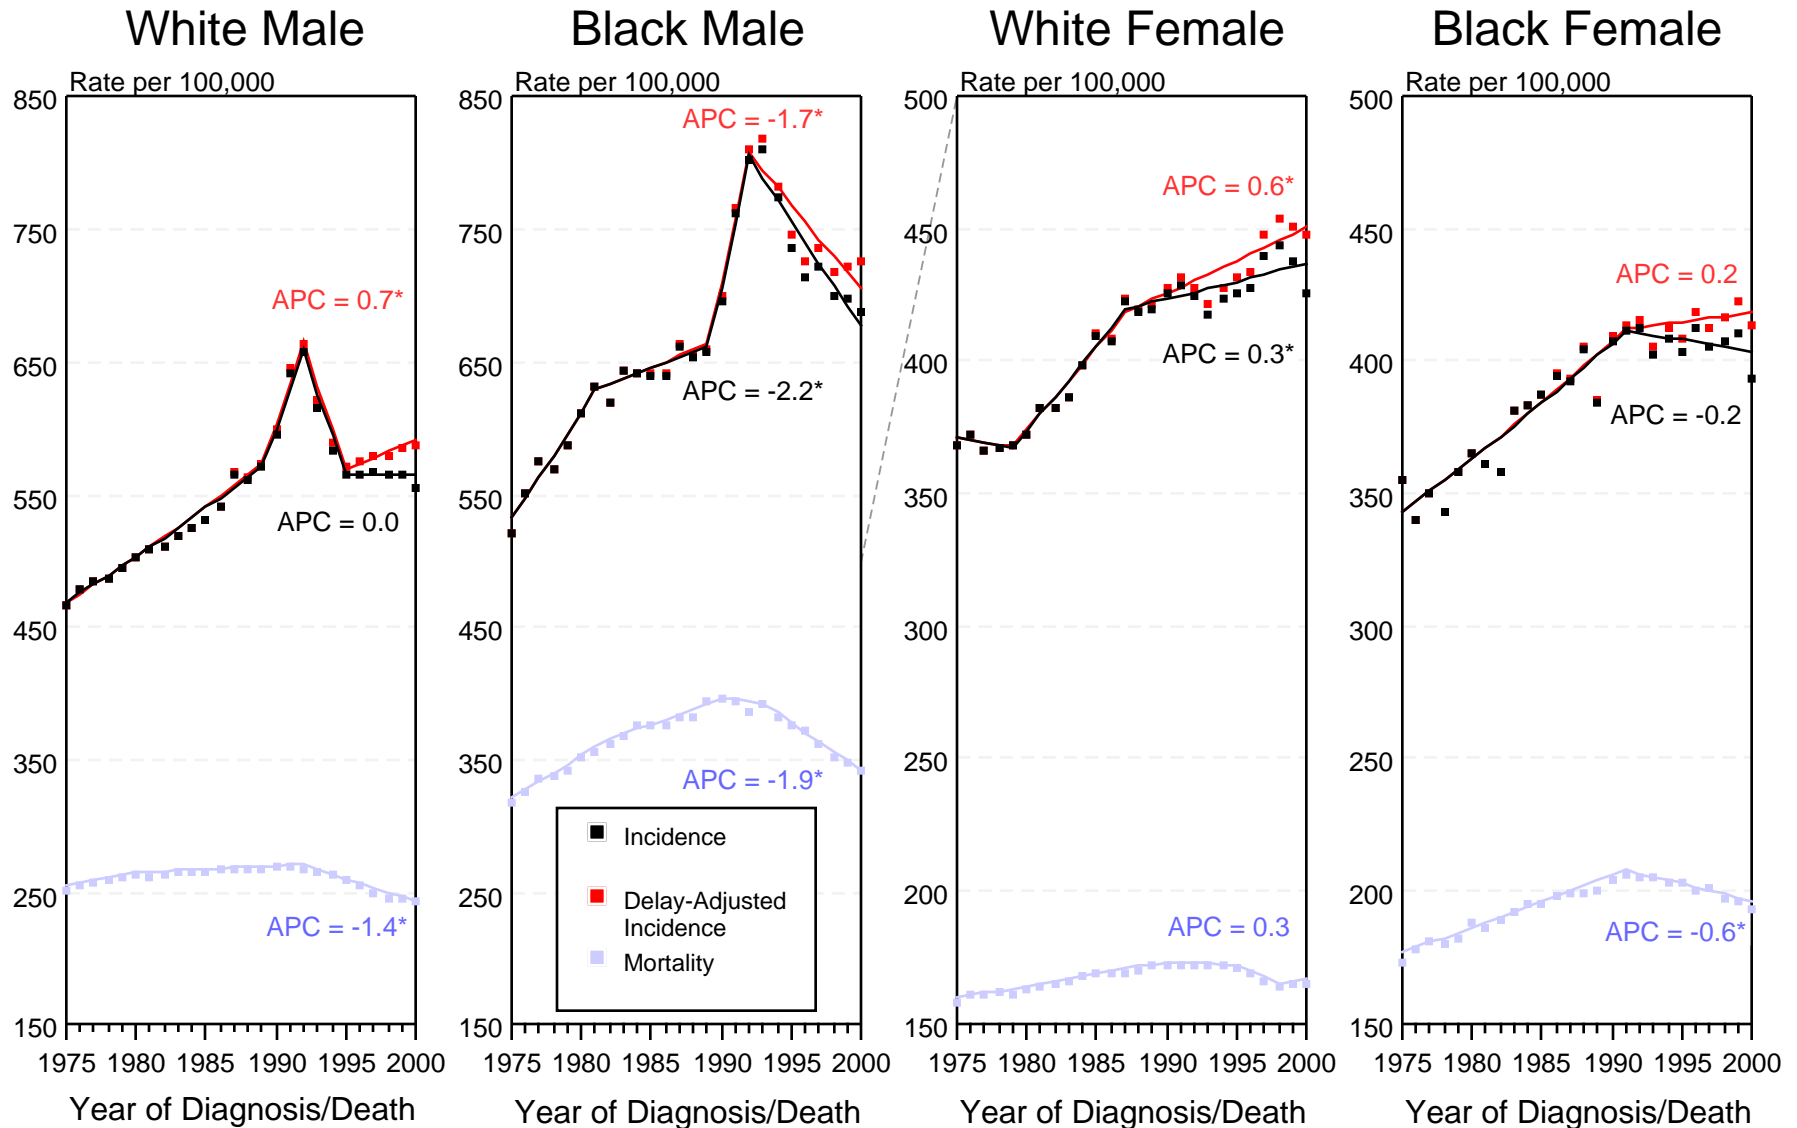 White Male
Black Male
White Female
Black Female
Rate per 100,000
Rate per 100,000
Rate per 100,000
Rate per 100,000
850
750
650
550
450
350
250
150
APC = 0.7*
APC = 0.0
APC = -1.4*
1975 1980 1985 1990 1995 2000
Year of Diagnosis/Death
850
750
650
550
450
350
250
150
APC = -1.7*
APC = -2.2*
APC = -1.9*
Incidence
Delay-Adjusted
Incidence
Mortality
1975 1980 1985 1990 1995 2000
Year of Diagnosis/Death
500
450
400
350
300
250
200
150
APC = 0.6*
APC = 0.3*
APC = 0.3
1975 1980 1985 1990 1995 2000
Year of Diagnosis/Death
500
450
400
350
300
250
200
150
APC = 0.2
APC = -0.2
APC = -0.6*
1975 1980 1985 1990 1995 2000
Year of Diagnosis/Death